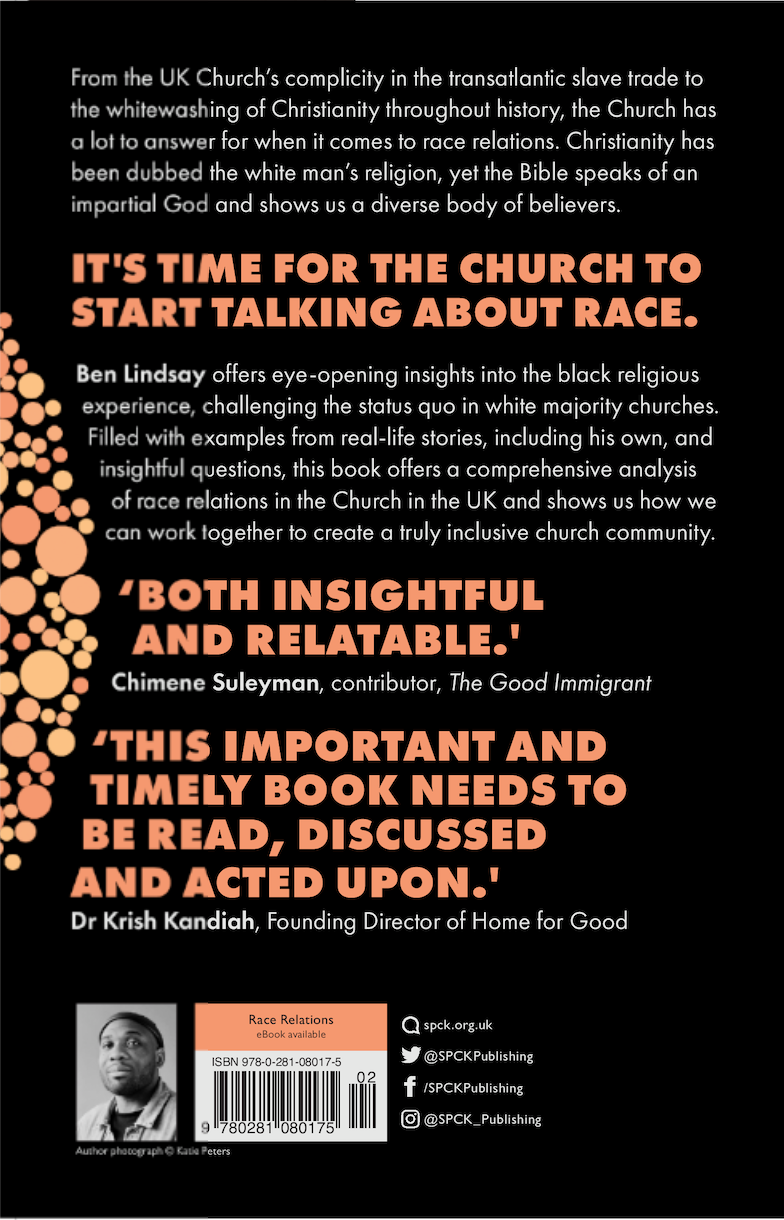 From the UK Church’s complicity in the transatlantic slave trade to
the whitewashing of Christianity throughout history, the Church has
a lot to answer for when it comes to race relations. Christianity has
been dubbed the white man’s religion, yet the Bible speaks of an
impartial God and shows us a diverse body of believers.
IT'S TIME FOR THE CHURCH TO
START TALKING ABOUT RACE.
Ben Lindsay offers eye-opening insights into the black religious
experience, challenging the status quo in white majority churches.
Filled with examples from real-life stories, including his own, and
insightful questions, this book offers a comprehensive analysis
of race relations in the Church in the UK and shows us how we
can work together to create a truly inclusive church community.
‘BOTH INSIGHTFUL
AND RELATABLE.'
Chimene Suleyman, contributor, The Good Immigrant
‘THIS IMPORTANT AND
TIMELY BOOK NEEDS TO
BE READ, DISCUSSED
AND ACTED UPON.'
Dr Krish Kandiah, Founding Director of Home for Good
Race Relations
eBook available
ISBN 978-0-281-08017-5
02
9 780281 080175
spck.org.uk
@SPCKPublishing
/SPCKPublishing
@SPCK_Publishing
Author photograph © Katie Peters